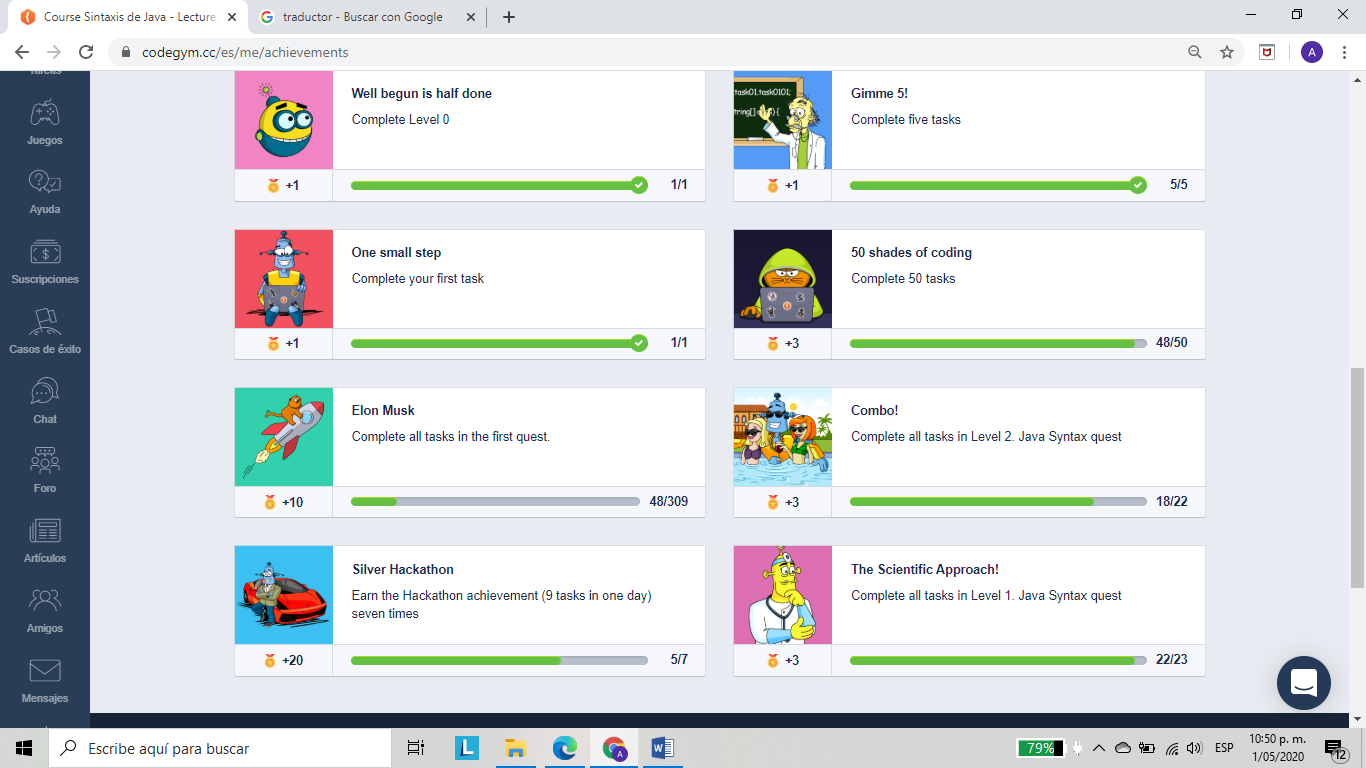 Course Sintaxis de Java - Lecture
traductor - Buscar con Google
codegym.cc/es/me/achievements
A
Tareas
Juegos
Ayuda
Suscripciones
Casos de éxito
Chat
Foro
Artículos
Amigos
Mensajes
Well begun is half done
Complete Level 0
+1
1/1
task01.task0101;
tring[]
Gimme 5!
Complete five tasks
+1
5/5
One small step
Complete your first task
+1
1/1
50 shades of coding
Complete 50 tasks
+3
48/50
Elon Musk
Complete all tasks in the first quest.
+10
48/309
Combo!
Complete all tasks in Level 2. Java Syntax quest
+3
18/22
Silver Hackathon
Earn the Hackathon achievement (9 tasks in one day)
seven times
+20
5/7
The Scientific Approach!
Complete all tasks in Level 1. Java Syntax quest
+3
22/23
Escribe aquí para buscar
L
A
79%
ESP
10:50 p. m.
1/05/2020
12